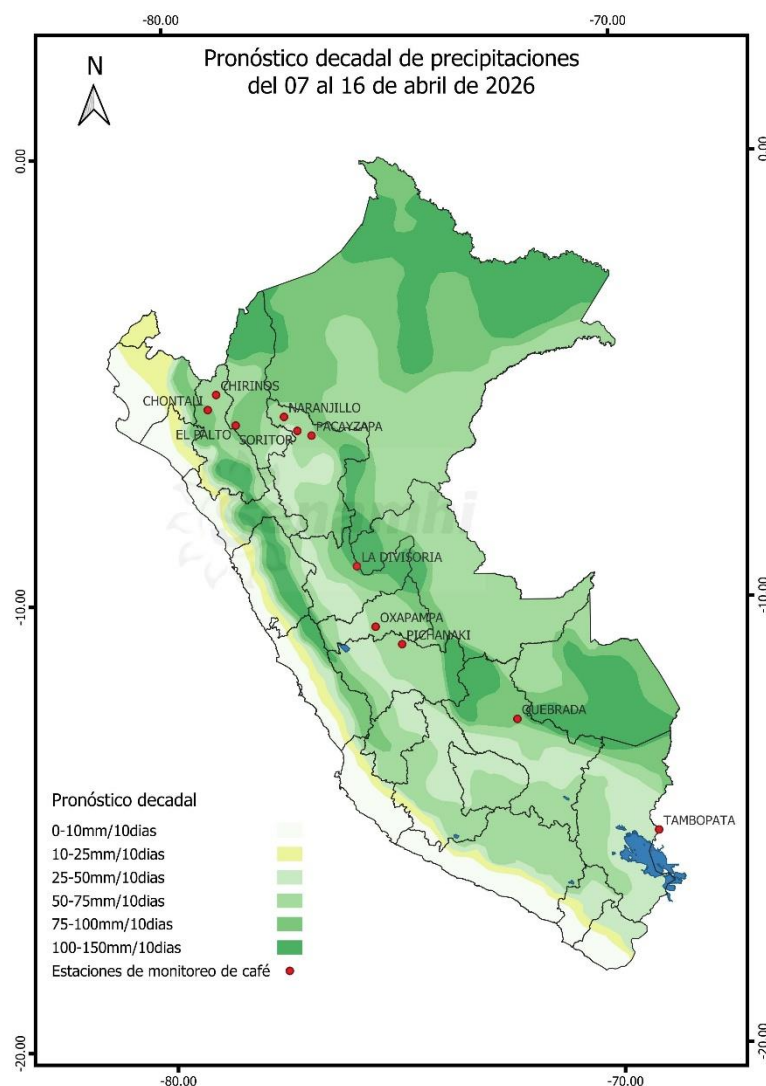 -80.00
-70.00
Pronóstico decadal de precipitaciones
del 07 al 16 de abril de 2026
N
0.00
0.00
CHIRINOS
CHONTALI
NARANJILLO
EL PALTO
SORITOR
PACAYZAPA
LA DIVISORIA
-10.00
-10.00
OXAPAMPA
PICHANAKI
QUEBRADA
TAMBOPATA
Pronóstico decadal
0-10mm/10dias
10-25mm/10dias
25-50mm/10dias
50-75mm/10dias
75-100mm/10dias
100-150mm/10dias
Estaciones de monitoreo de café
-20.00
-20.00
-80.00
-70.00